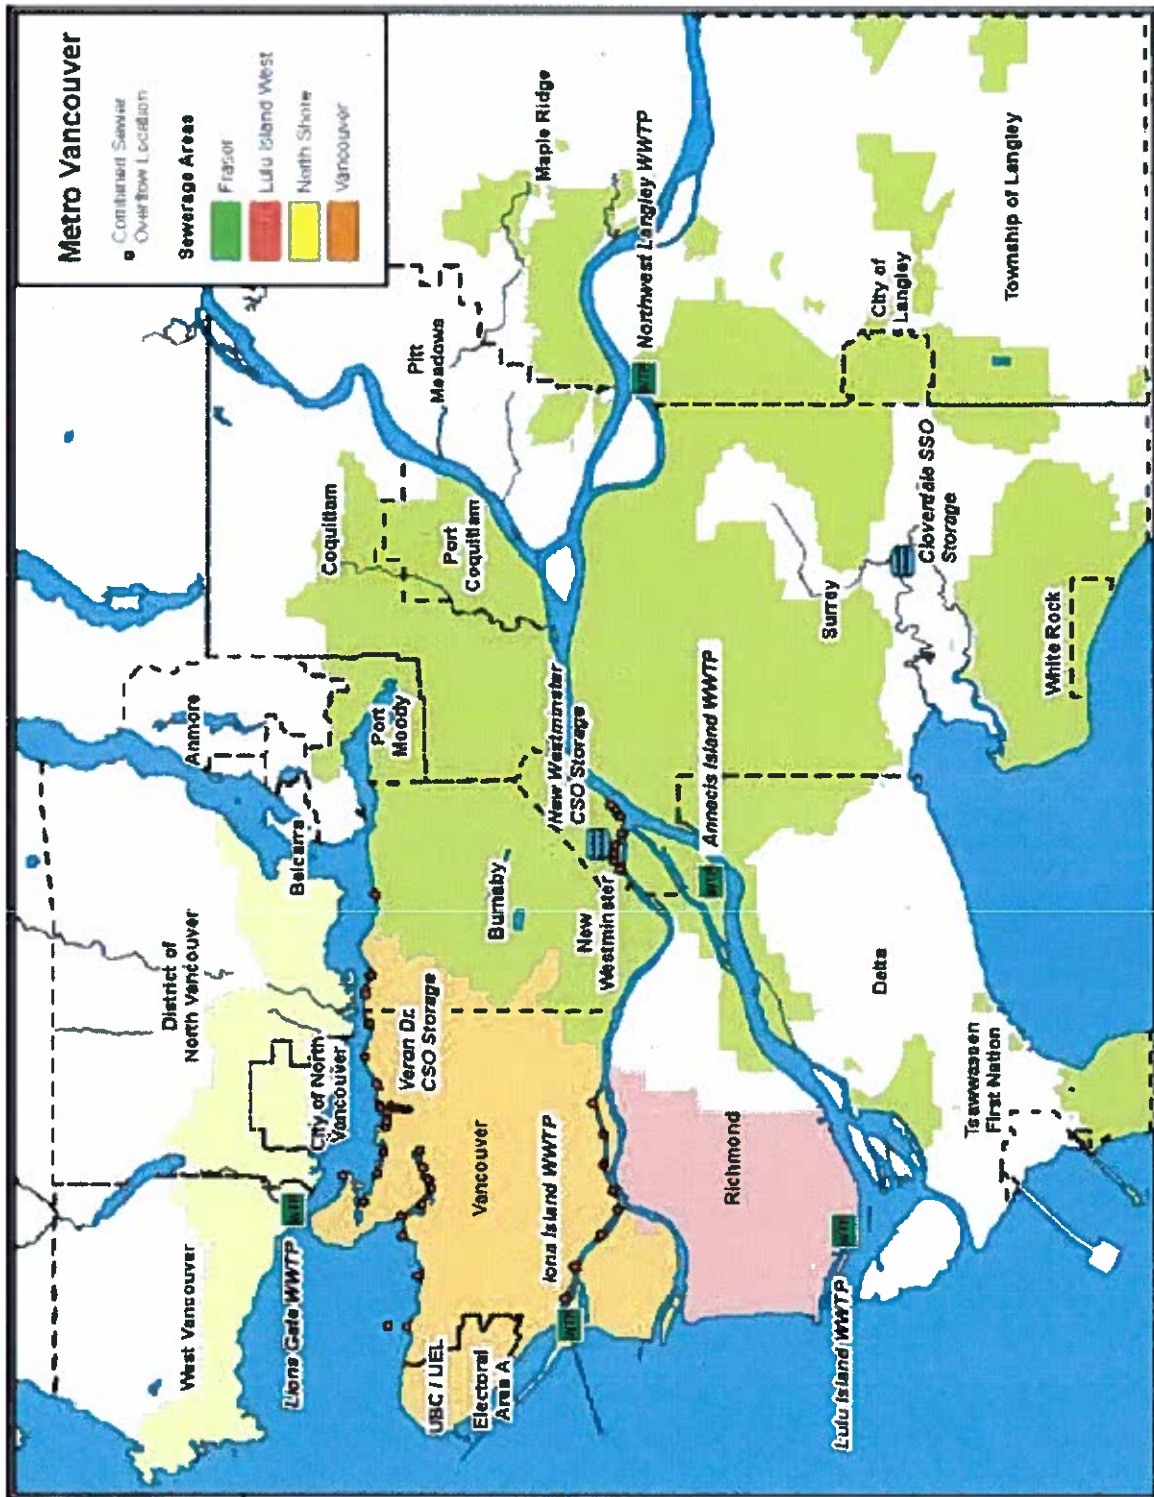 Metro Vancouver
Combined Sewer
Overflow Location
Sewerage Areas
Fraser
Lulu Island West
North Shore
Vancouver
West Vancouver
Lions Gate WWTP
District of
North Vancouver
City of North
Vancouver
Belcarra
Anmore
Port
Moody
Coquitlam
Port
Coquitlam
Pitt
Meadows
Maple Ridge
Northwest Langley WWTP
UBC / UEL
Electoral
Area A
Vancouver
Veran Dr.
CSO Storage
Iona Island WWTP
Burnaby
New Westminster
CSO Storage
New
Westminster
Annacis Island WWTP
Richmond
Lulu Island WWTP
Delta
Tsawwassen
First Nation
Surrey
Cloverdale SSO
Storage
White Rock
City of
Langley
Township of Langley